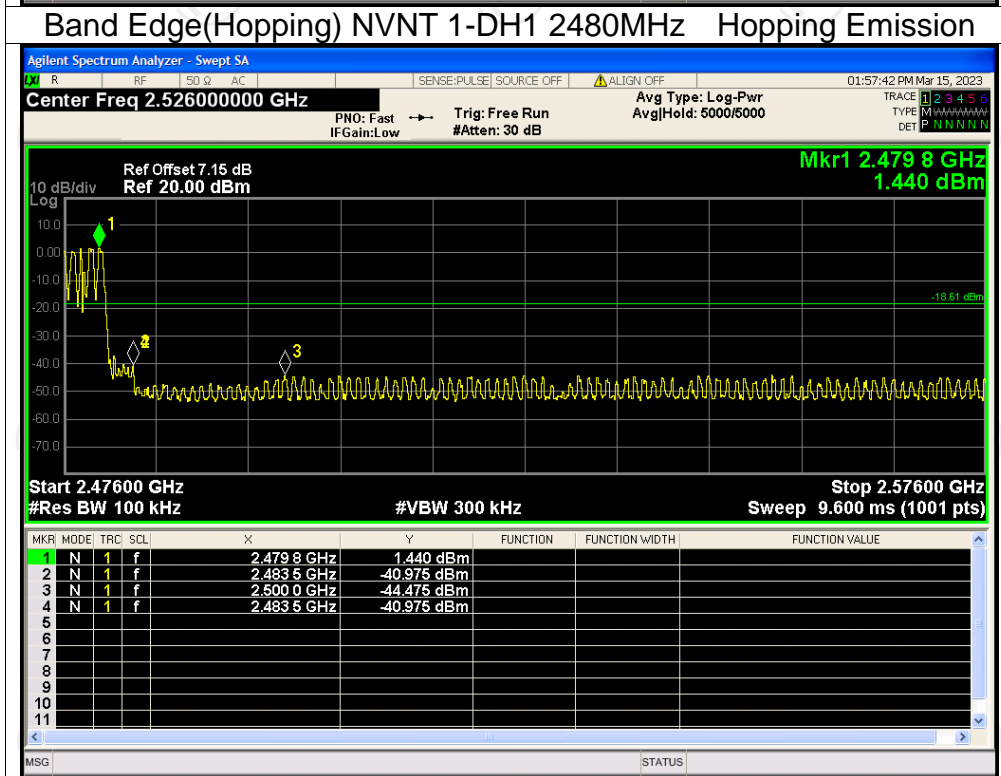 Band Edge(Hopping) NVNT 1-DH1 2480MHz Hopping Emission
Agilent Spectrum Analyzer - Swept SA
LXI R RF 50 Ω AC SENSE:PULSE SOURCE OFF ALIGN OFF 01:57:42 PM Mar 15, 2023
Center Freq 2.526000000 GHz Avg Type: Log-Pwr TRACE 1 2 3 4 5 6
PNO: Fast Trig: Free Run Avg|Hold: 5000/5000 TYPE M W W W W W
IFGain:Low #Atten: 30 dB DET P N N N N N
Mkr1 2.479 8 GHz
Ref Offset 7.15 dB
10 dB/div Ref 20.00 dBm 1.440 dBm
Log
10.0
1
0.00
-10.0
-18.61 dBm
-20.0
-30.0
2 4
3
-40.0
-50.0
-60.0
-70.0
Start 2.47600 GHz Stop 2.57600 GHz
#Res BW 100 kHz #VBW 300 kHz Sweep 9.600 ms (1001 pts)
MKR MODE TRC SCL X Y FUNCTION FUNCTION WIDTH FUNCTION VALUE
1 N 1 f 2.479 8 GHz 1.440 dBm
2 N 1 f 2.483 5 GHz -40.975 dBm
3 N 1 f 2.500 0 GHz -44.475 dBm
4 N 1 f 2.483 5 GHz -40.975 dBm
5
6
7
8
9
10
11
MSG STATUS